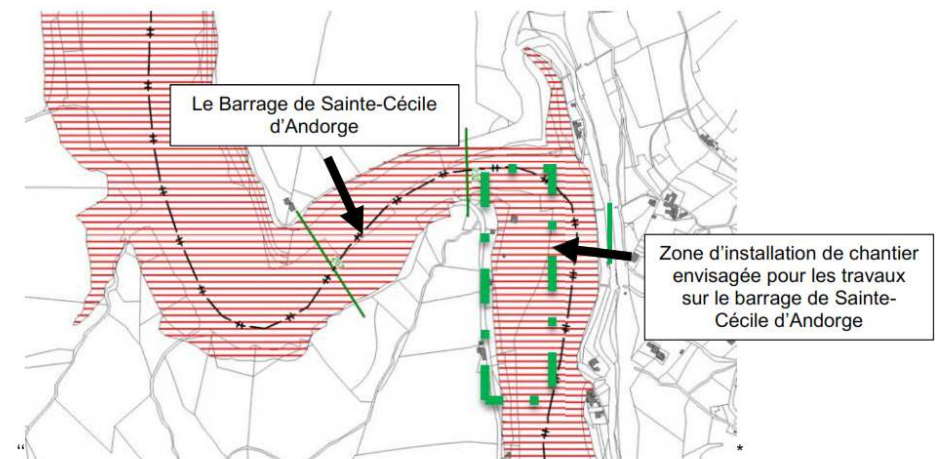 Le Barrage de Sainte-Cécile
d'Andorge
Zone d'installation de chantier
envisagée pour les travaux
sur le barrage de Sainte-
Cécile d'Andorge
“
*